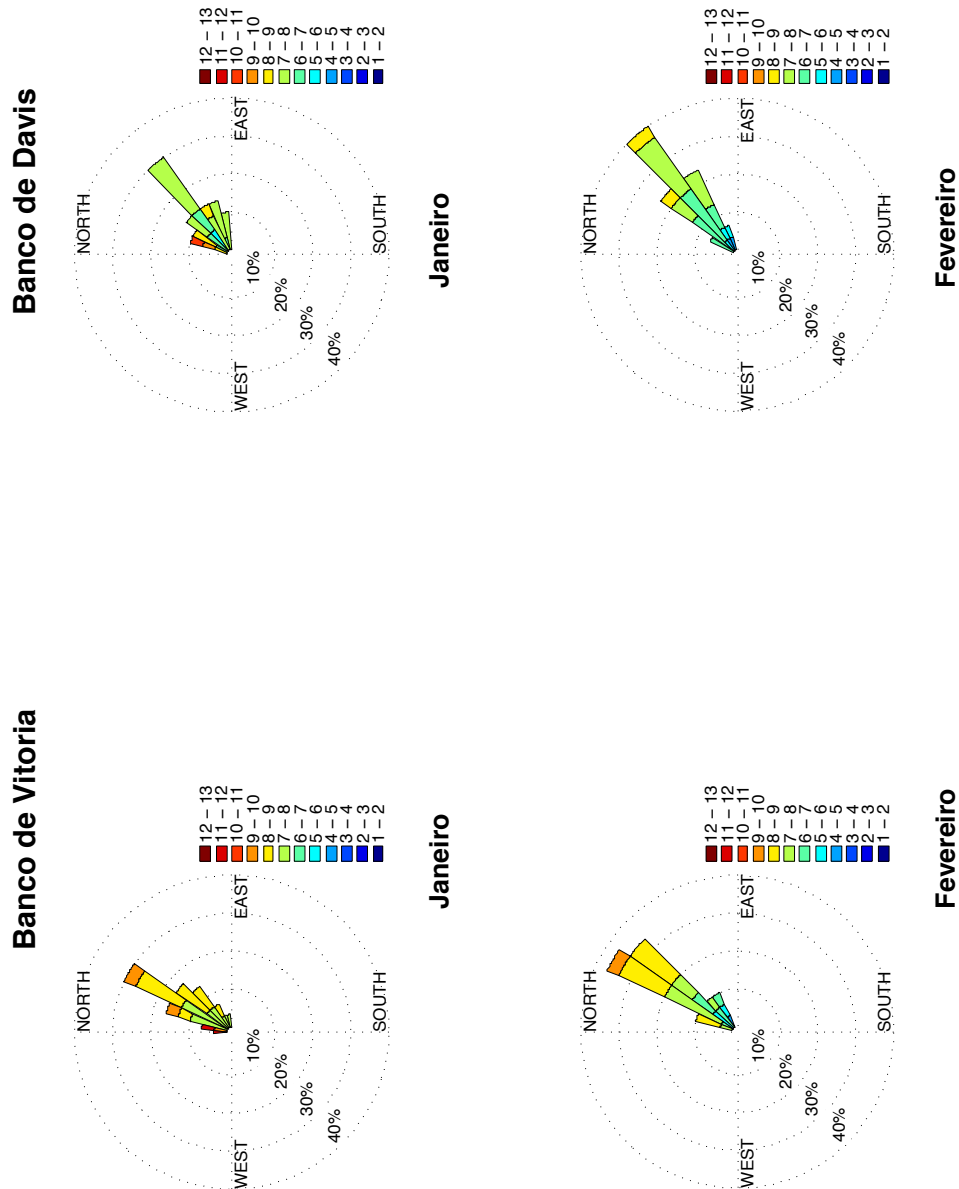 Banco de Vitoria
NORTH
EAST
SOUTH
WEST
10%
20%
30%
40%
12 − 13
11 − 12
10 − 11
9 − 10
8 − 9
7 − 8
6 − 7
5 − 6
4 − 5
3 − 4
2 − 3
1 − 2
Janeiro
NORTH
EAST
SOUTH
WEST
10%
20%
30%
40%
12 − 13
11 − 12
10 − 11
9 − 10
8 − 9
7 − 8
6 − 7
5 − 6
4 − 5
3 − 4
2 − 3
1 − 2
Fevereiro
Banco de Davis
NORTH
EAST
SOUTH
WEST
10%
20%
30%
40%
12 − 13
11 − 12
10 − 11
9 − 10
8 − 9
7 − 8
6 − 7
5 − 6
4 − 5
3 − 4
2 − 3
1 − 2
Janeiro
NORTH
EAST
SOUTH
WEST
10%
20%
30%
40%
12 − 13
11 − 12
10 − 11
9 − 10
8 − 9
7 − 8
6 − 7
5 − 6
4 − 5
3 − 4
2 − 3
1 − 2
Fevereiro